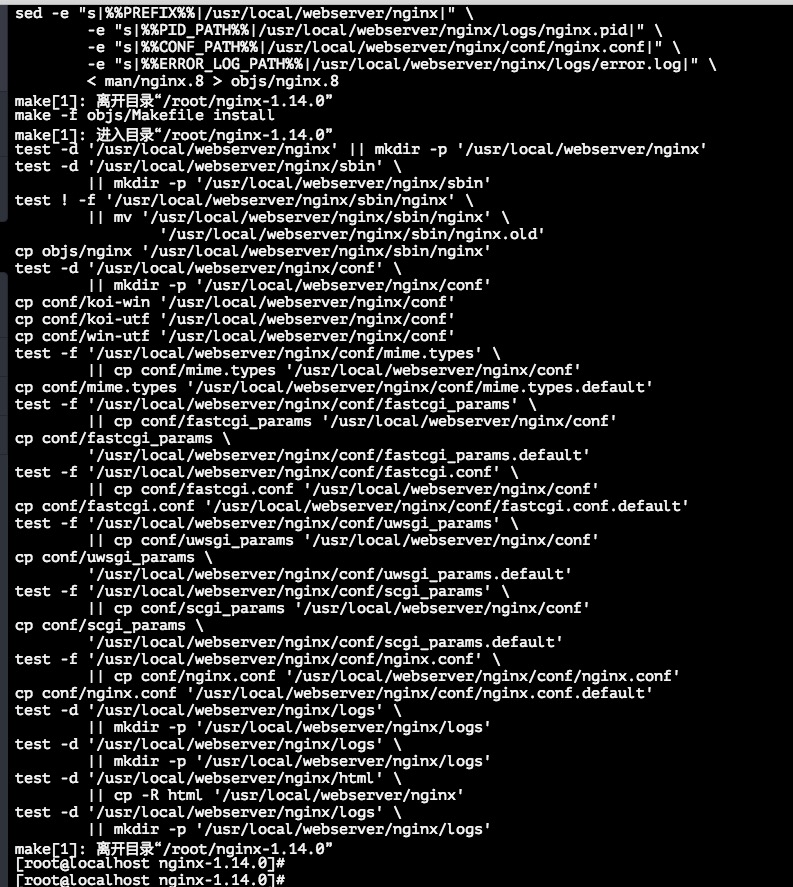 sed -e "s|%%PREFIX%%|/usr/local/webserver/nginx|" \
        -e "s|%%PID_PATH%%|/usr/local/webserver/nginx/logs/nginx.pid|" \
        -e "s|%%CONF_PATH%%|/usr/local/webserver/nginx/conf/nginx.conf|" \
        -e "s|%%ERROR_LOG_PATH%%|/usr/local/webserver/nginx/logs/error.log|" \
        < man/nginx.8 > objs/nginx.8
make[1]: 离开目录“/root/nginx-1.14.0”
make -f objs/Makefile install
make[1]: 进入目录“/root/nginx-1.14.0”
test -d '/usr/local/webserver/nginx' || mkdir -p '/usr/local/webserver/nginx'
test -d '/usr/local/webserver/nginx/sbin' \
        || mkdir -p '/usr/local/webserver/nginx/sbin'
test ! -f '/usr/local/webserver/nginx/sbin/nginx' \
        || mv '/usr/local/webserver/nginx/sbin/nginx' \
                '/usr/local/webserver/nginx/sbin/nginx.old'
cp objs/nginx '/usr/local/webserver/nginx/sbin/nginx'
test -d '/usr/local/webserver/nginx/conf' \
        || mkdir -p '/usr/local/webserver/nginx/conf'
cp conf/koi-win '/usr/local/webserver/nginx/conf'
cp conf/koi-utf '/usr/local/webserver/nginx/conf'
cp conf/win-utf '/usr/local/webserver/nginx/conf'
test -f '/usr/local/webserver/nginx/conf/mime.types' \
        || cp conf/mime.types '/usr/local/webserver/nginx/conf'
cp conf/mime.types '/usr/local/webserver/nginx/conf/mime.types.default'
test -f '/usr/local/webserver/nginx/conf/fastcgi_params' \
        || cp conf/fastcgi_params '/usr/local/webserver/nginx/conf'
cp conf/fastcgi_params \
        '/usr/local/webserver/nginx/conf/fastcgi_params.default'
test -f '/usr/local/webserver/nginx/conf/fastcgi.conf' \
        || cp conf/fastcgi.conf '/usr/local/webserver/nginx/conf'
cp conf/fastcgi.conf '/usr/local/webserver/nginx/conf/fastcgi.conf.default'
test -f '/usr/local/webserver/nginx/conf/uwsgi_params' \
        || cp conf/uwsgi_params '/usr/local/webserver/nginx/conf'
cp conf/uwsgi_params \
        '/usr/local/webserver/nginx/conf/uwsgi_params.default'
test -f '/usr/local/webserver/nginx/conf/scgi_params' \
        || cp conf/scgi_params '/usr/local/webserver/nginx/conf'
cp conf/scgi_params \
        '/usr/local/webserver/nginx/conf/scgi_params.default'
test -f '/usr/local/webserver/nginx/conf/nginx.conf' \
        || cp conf/nginx.conf '/usr/local/webserver/nginx/conf/nginx.conf'
cp conf/nginx.conf '/usr/local/webserver/nginx/conf/nginx.conf.default'
test -d '/usr/local/webserver/nginx/logs' \
        || mkdir -p '/usr/local/webserver/nginx/logs'
test -d '/usr/local/webserver/nginx/logs' \
        || mkdir -p '/usr/local/webserver/nginx/logs'
test -d '/usr/local/webserver/nginx/html' \
        || cp -R html '/usr/local/webserver/nginx'
test -d '/usr/local/webserver/nginx/logs' \
        || mkdir -p '/usr/local/webserver/nginx/logs'
make[1]: 离开目录“/root/nginx-1.14.0”
[root@localhost nginx-1.14.0]#
[root@localhost nginx-1.14.0]#